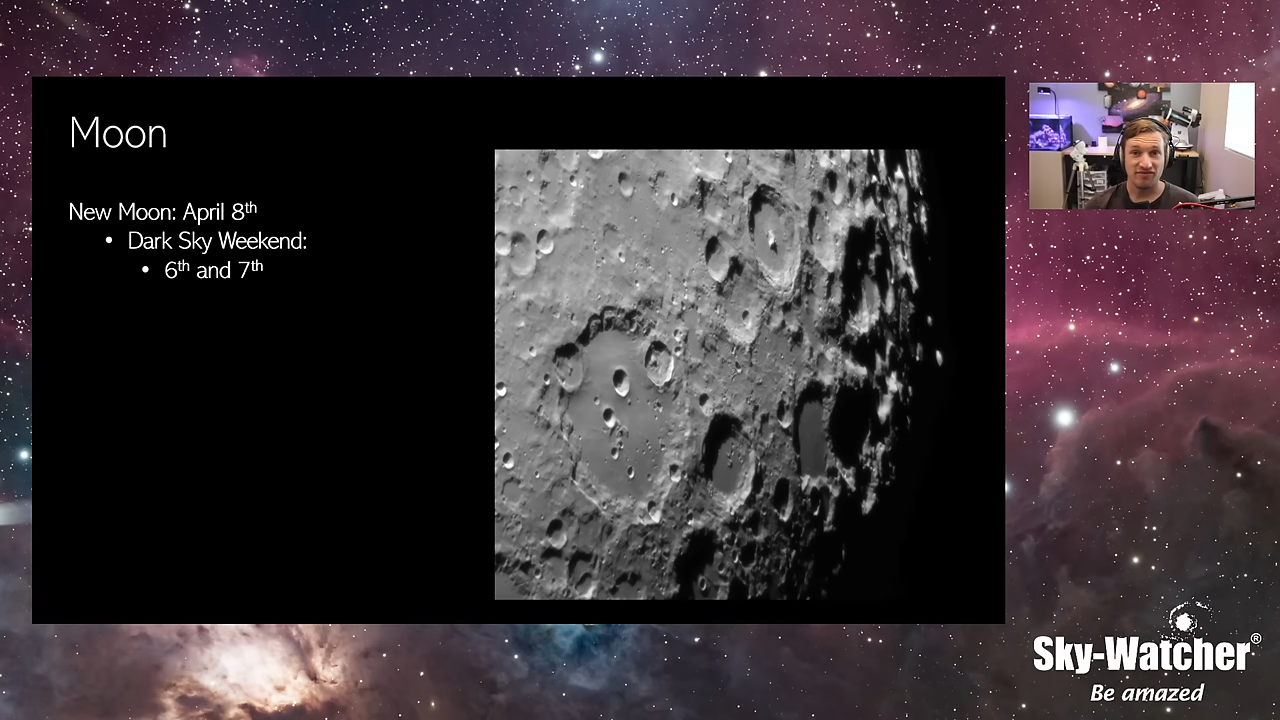 Moon
New Moon: April 8th
• Dark Sky Weekend:
• 6th and 7th
Sky-Watcher®
Be amazed